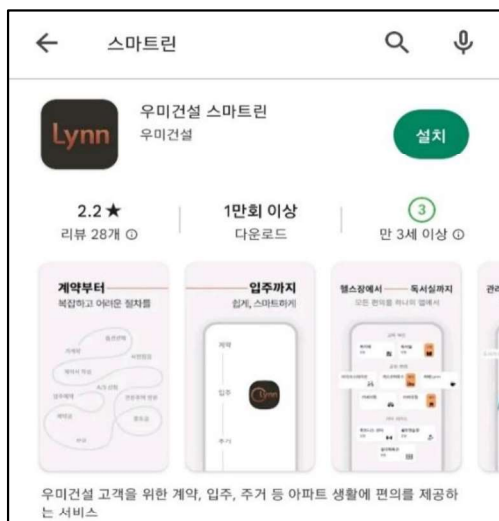 스마트린
Lynn
우미건설 스마트린
우미건설
설치
2.2 ★
리뷰 28개
1만회 이상
다운로드
3
만 3세 이상
계약부터
복잡하고 어려운 절차를
입주까지
쉽게, 스마트하게
계약
입주
주거
Lynn
헬스장에서
독서실까지
모든 편의를 하나의 앱에서
관리
우미건설 고객을 위한 계약, 입주, 주거 등 아파트 생활에 편의를 제공하
는 서비스